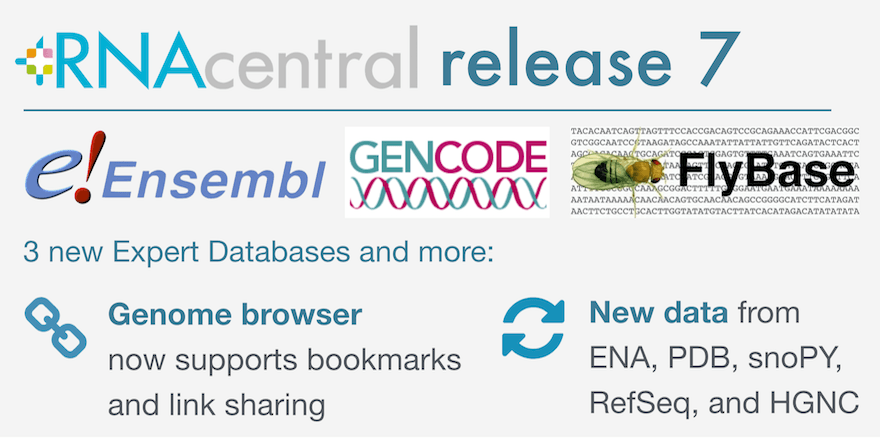 RNAcentral release 7
e!Ensembl
GENCODE
FlyBase
TACACAATCAGTTAGTTTCCACCGACAGTCCGCAGAAACCATTCGACGGC
3 new Expert Databases and more:
Genome browser
now supports bookmarks
and link sharing
New data from
ENA, PDB, snoPY,
RefSeq, and HGNC